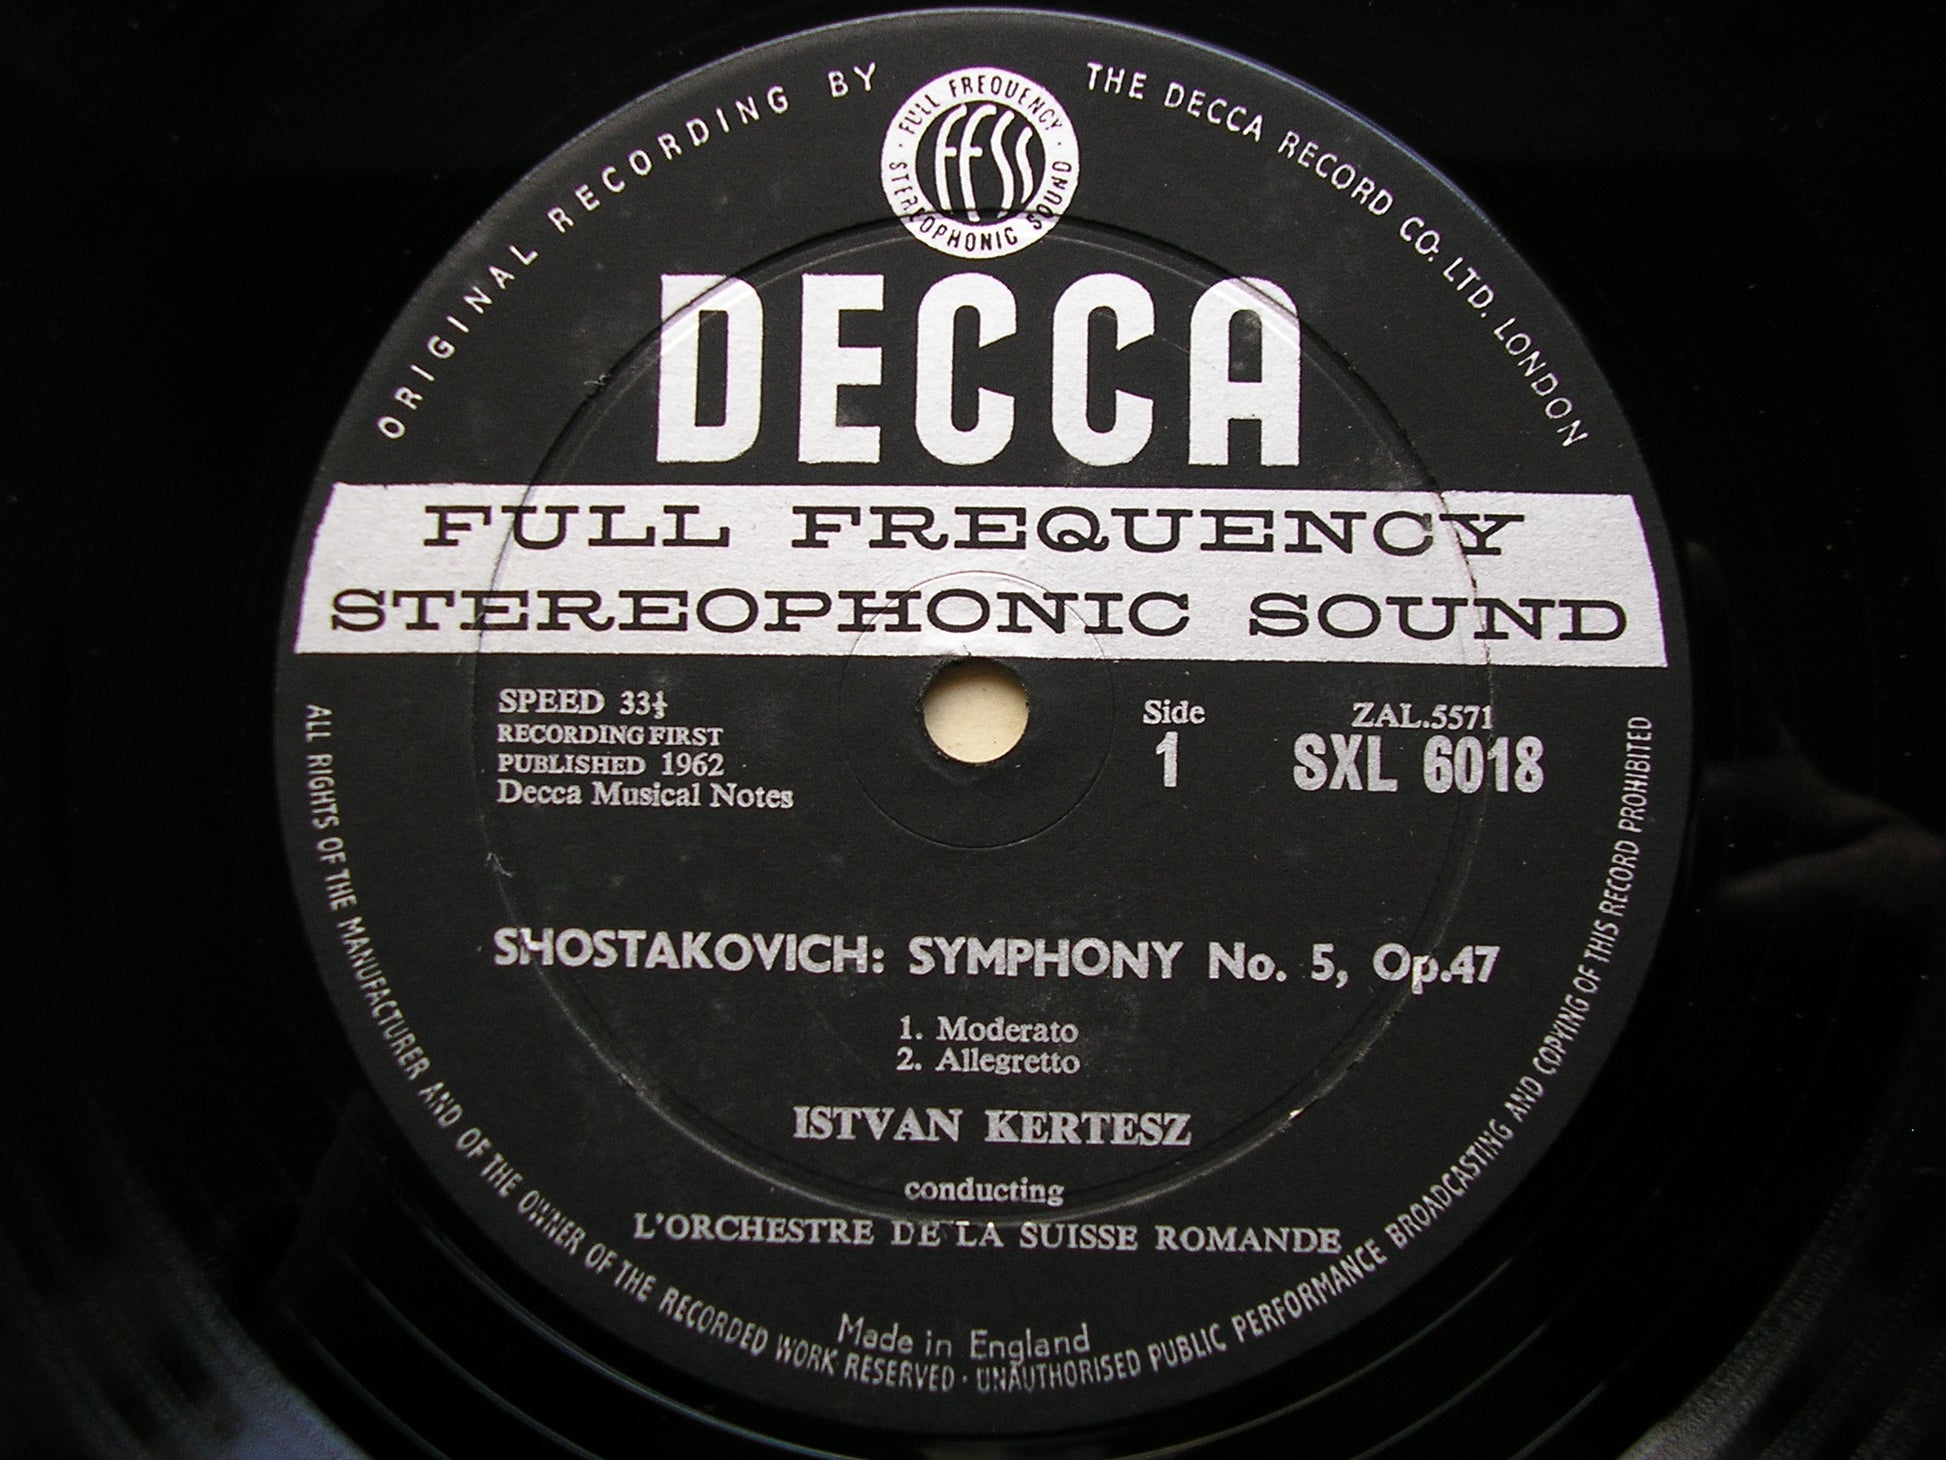 ORIGINAL RECORDING BY
THE DECCA RECORD CO. LTD. LONDON
· FULL FREQUENCY ·
STEREOPHONIC SOUND
FFSS
DECCA
FULL FREQUENCY
STEREOPHONIC SOUND
SPEED 33⅓
RECORDING FIRST
PUBLISHED 1962
Decca Musical Notes
Side
1
ZAL.5571
SXL 6018
SHOSTAKOVICH: SYMPHONY No. 5, Op.47
1. Moderato
2. Allegretto
ISTVAN KERTESZ
conducting
L'ORCHESTRE DE LA SUISSE ROMANDE
Made in England
ALL RIGHTS OF THE MANUFACTURER AND OF THE OWNER OF THE RECORDED WORK RESERVED · UNAUTHORISED PUBLIC PERFORMANCE BROADCASTING AND COPYING OF THIS RECORD PROHIBITED